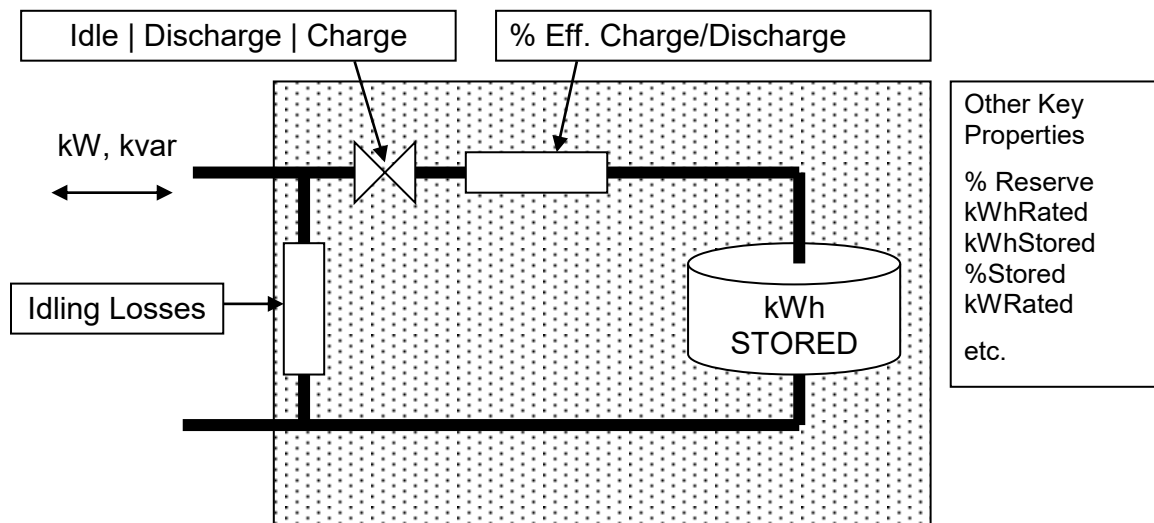 Idle | Discharge | Charge
% Eff. Charge/Discharge
kW, kvar
Idling Losses
kWh
STORED
Other Key
Properties
% Reserve
kWhRated
kWhStored
%Stored
kWRated
etc.